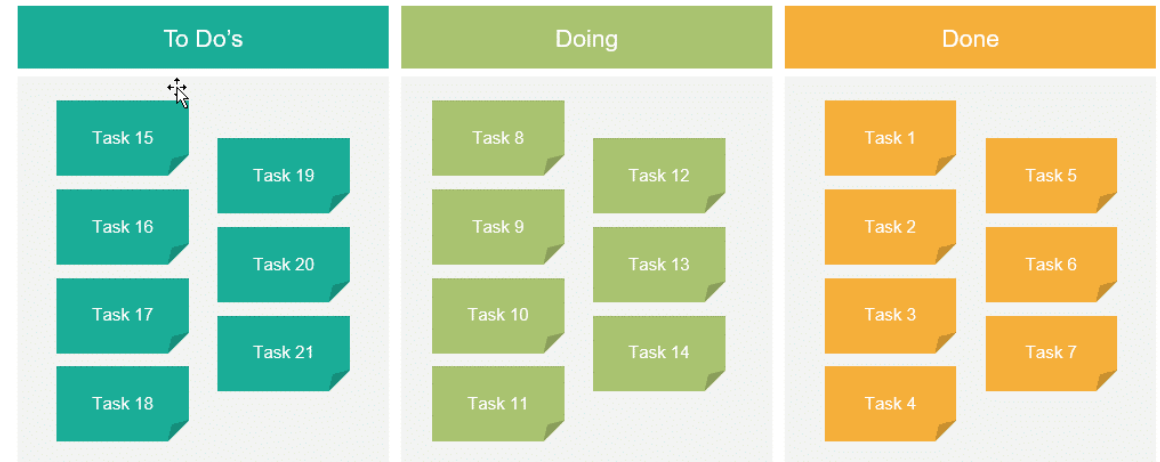 To Do’s
Task 15
Task 16
Task 17
Task 18
Task 19
Task 20
Task 21
Doing
Task 8
Task 9
Task 10
Task 11
Task 12
Task 13
Task 14
Done
Task 1
Task 2
Task 3
Task 4
Task 5
Task 6
Task 7